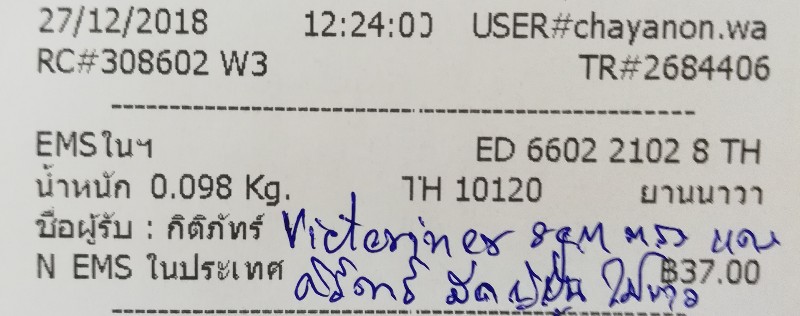 27/12/2018 12:24:00 USER#chayanon.wa
RC#308602 W3 TR#2684406
EMSในฯ ED 6602 2102 8 TH
น้ำหนัก 0.098 Kg. TH 10120 ยานนาวา
ชื่อผู้รับ : กิติภัทร์ Victorinox
N EMS ในประเทศ ฿37.00